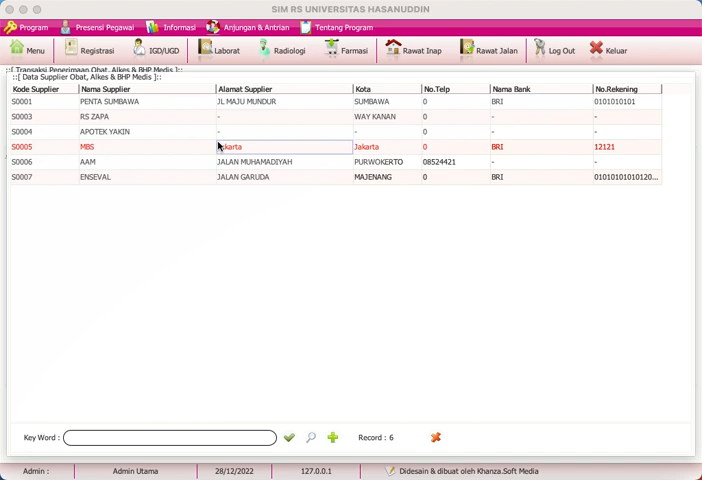 SIM RS UNIVERSITAS HASANUDDIN
Program Presensi Pegawai Informasi Anjungan & Antrian Tentang Program
Menu Registrasi IGD/UGD Laborat Radiologi Farmasi Rawat Inap Rawat Jalan Log Out Keluar
::[ Transaksi Penerimaan Obat, Alkes & BHP Medis ]::
::[ Data Supplier Obat, Alkes & BHP Medis ]::
Kode Supplier Nama Supplier Alamat Supplier Kota No.Telp Nama Bank No.Rekening
S0001 PENTA SUMBAWA JL MAJU MUNDUR SUMBAWA 0 BRI 0101010101
S0003 RS ZAPA - WAY KANAN 0 - -
S0004 APOTEK YAKIN - - 0 - -
S0005 MBS Jakarta Jakarta 0 BRI 12121
S0006 AAM JALAN MUHAMADIYAH PURWOKERTO 08524421 - -
S0007 ENSEVAL JALAN GARUDA MAJENANG 0 BRI 01010101010120...
Key Word : Record : 6
Admin : Admin Utama 28/12/2022 127.0.0.1 Didesain & dibuat oleh Khanza.Soft Media